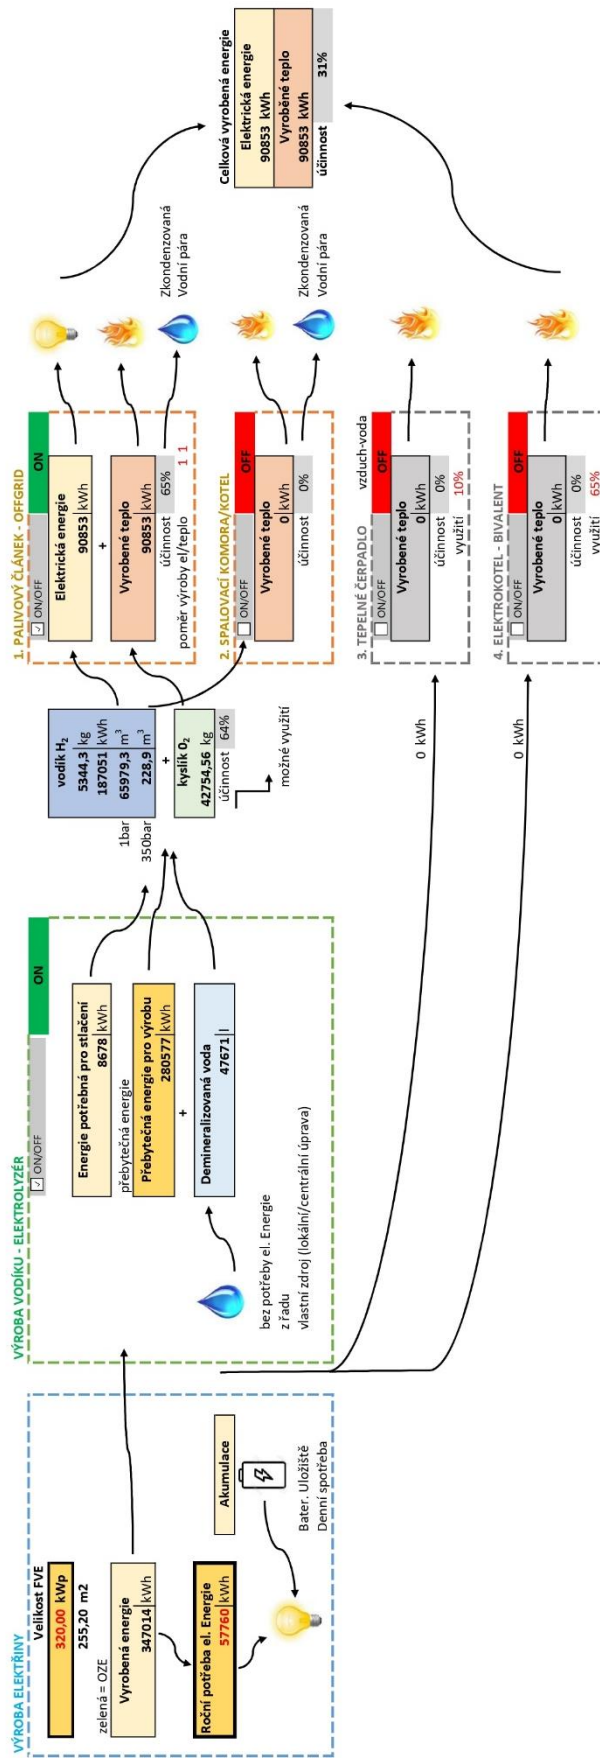 VÝROBA ELEKTŘINY
Velikost FVE
320,00 kWp
255,20 m2
zelená = OZE
Vyrobená energie
347014 kWh
Roční potřeba el. Energie
57760 kWh
Akumulace
Bater. Uložiště
Denní spotřeba
VÝROBA VODÍKU - ELEKTROLYZÉR
ON/OFF
ON
Energie potřebná pro stlačení
8678 kWh
přebytečná energie
Přebytečná energie pro výrobu
280577 kWh
+
Demineralizovaná voda
47671 l
bez potřeby el. Energie
z řadu
vlastní zdroj (lokální/centrální úprava)
vodík H₂
5344,3 kg
187051 kWh
1bar 65979,3 m³
350bar 228,9 m³
+
kyslík 0₂
42754,56 kg
účinnost 64%
možné využití
1. PALIVOVÝ ČLÁNEK - OFFGRID
ON/OFF
ON
Elektrická energie
90853 kWh
+
Vyrobené teplo
90853 kWh
účinnost 65%
poměr výroby el/teplo 1 1
Zkondenzovaná
Vodní pára
2. SPALOVACÍ KOMORA/KOTEL
ON/OFF
OFF
Vyrobené teplo
0 kWh
účinnost 0%
Zkondenzovaná
Vodní pára
3. TEPELNÉ ČERPADLO vzduch-voda
ON/OFF
OFF
Vyrobené teplo
0 kWh
účinnost 0%
využití 10%
0 kWh
4. ELEKTROKOTEL - BIVALENT
ON/OFF
OFF
Vyrobené teplo
0 kWh
účinnost 0%
využití 65%
0 kWh
Celková vyrobená energie
Elektrická energie
90853 kWh
Vyroběné teplo
90853 kWh
účinnost 31%